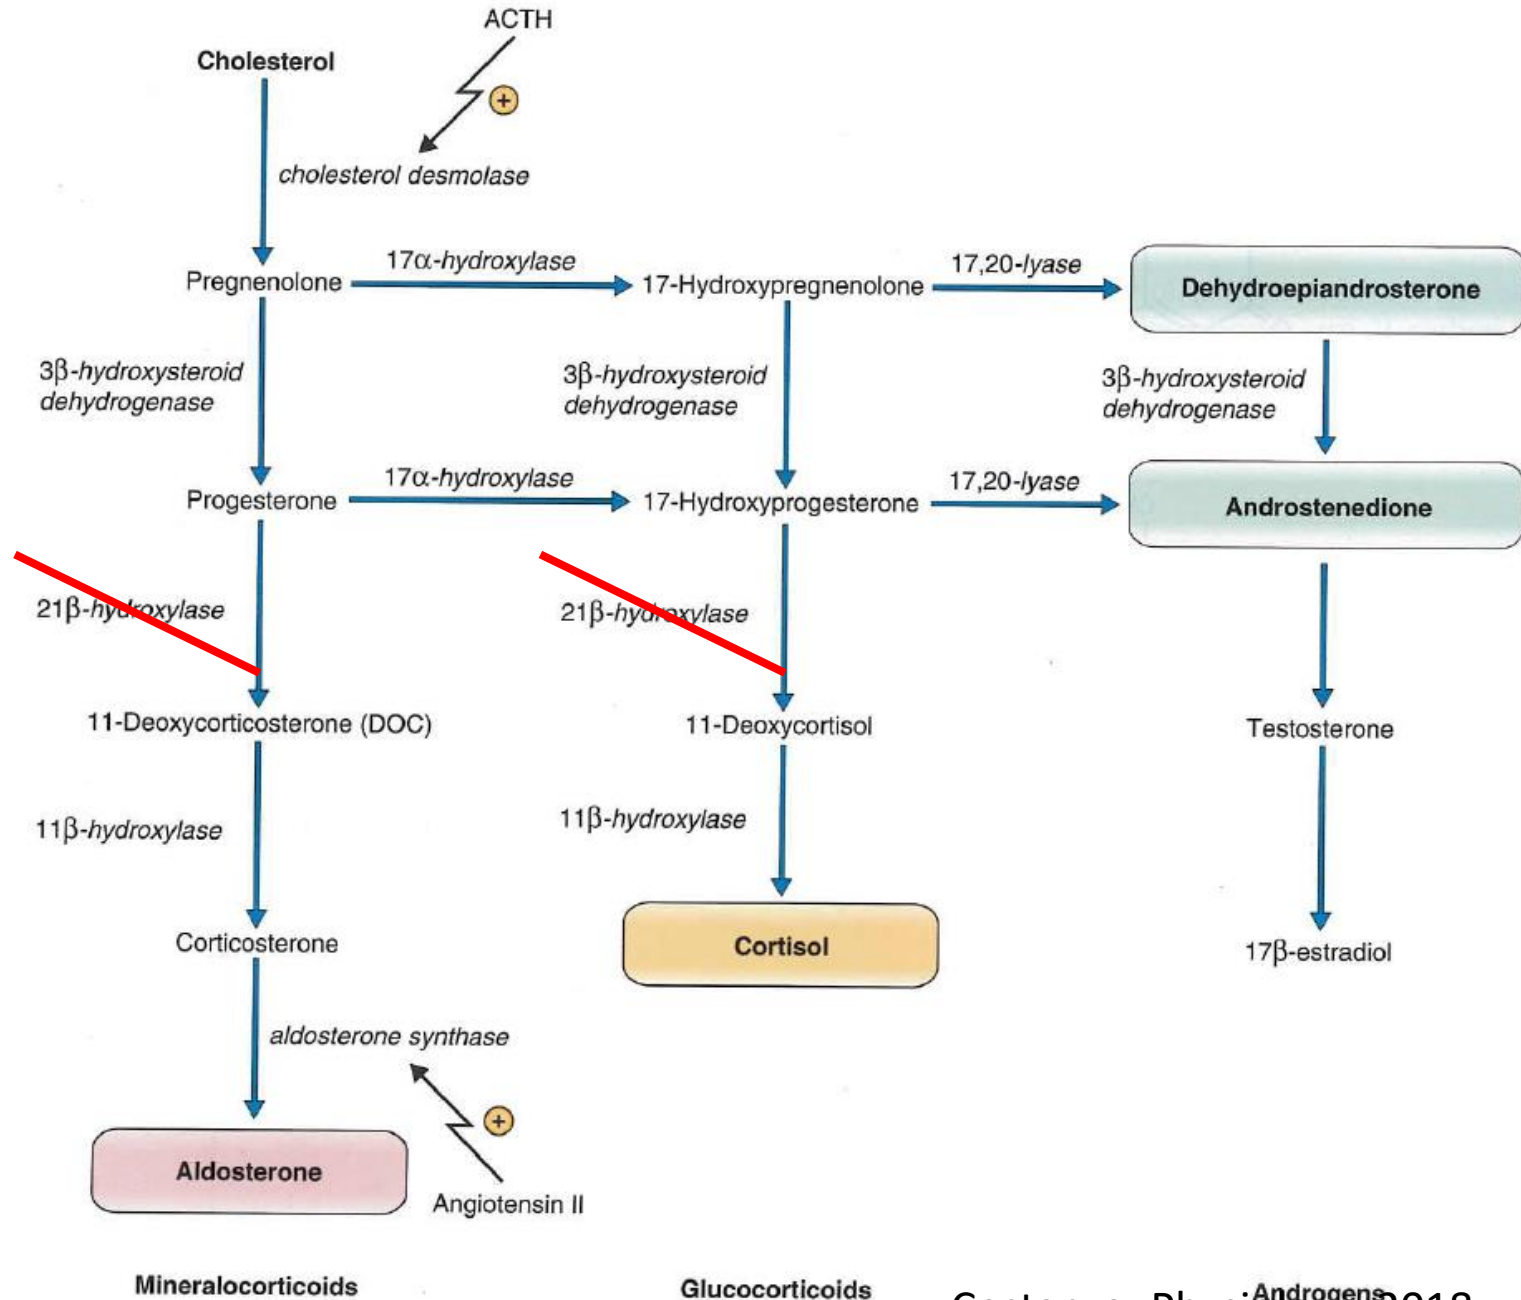 ACTH
Cholesterol
+
cholesterol desmolase
17α-hydroxylase
17,20-lyase
Pregnenolone
17-Hydroxypregnenolone
Dehydroepiandrosterone
3β-hydroxysteroid
dehydrogenase
3β-hydroxysteroid
dehydrogenase
3β-hydroxysteroid
dehydrogenase
17α-hydroxylase
17,20-lyase
Progesterone
17-Hydroxyprogesterone
Androstenedione
21β-hydroxylase
21β-hydroxylase
11-Deoxycorticosterone (DOC)
11-Deoxycortisol
Testosterone
11β-hydroxylase
11β-hydroxylase
Corticosterone
Cortisol
17β-estradiol
aldosterone synthase
+
Aldosterone
Angiotensin II
Mineralocorticoids
Glucocorticoids
Androgens
2018